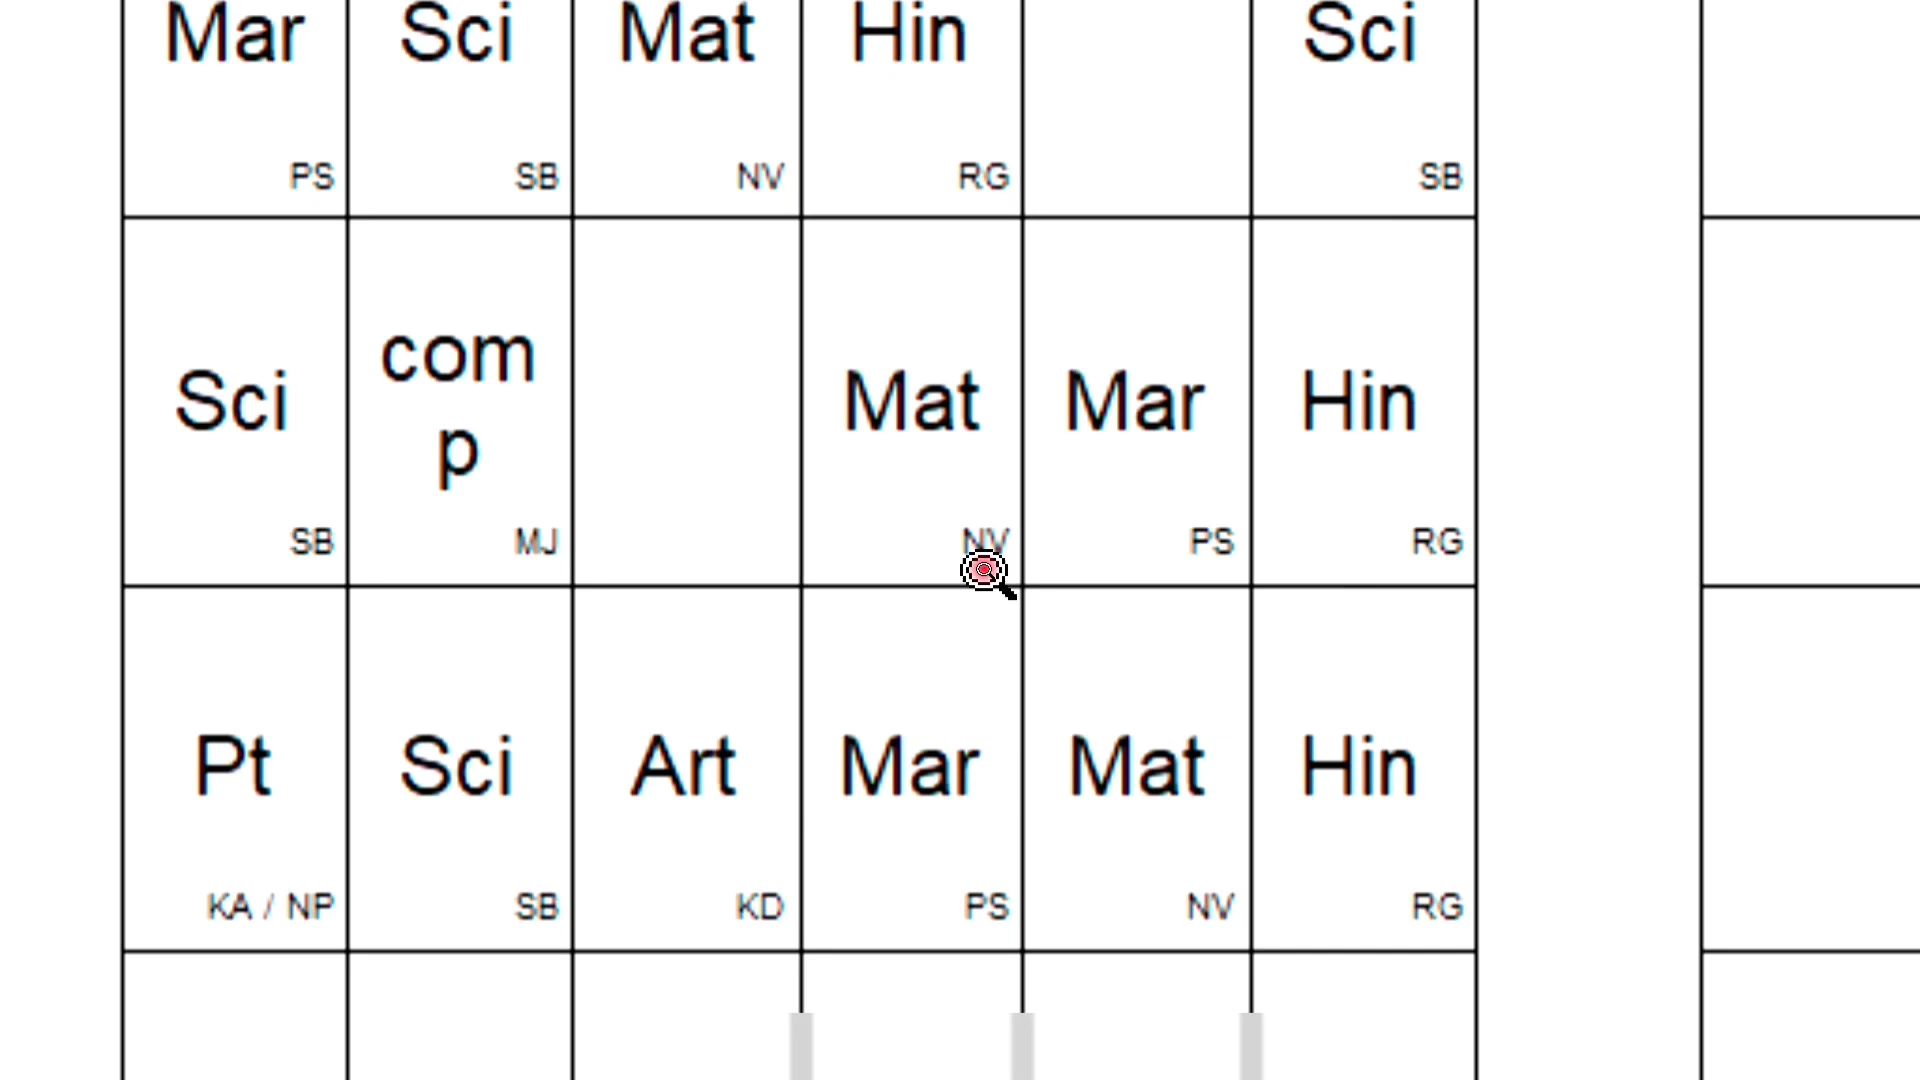 Mar Sci Mat Hin Sci
PS SB NV RG SB
Sci com
p Mat Mar Hin
SB MJ NV PS RG
Pt Sci Art Mar Mat Hin
KA / NP SB KD PS NV RG